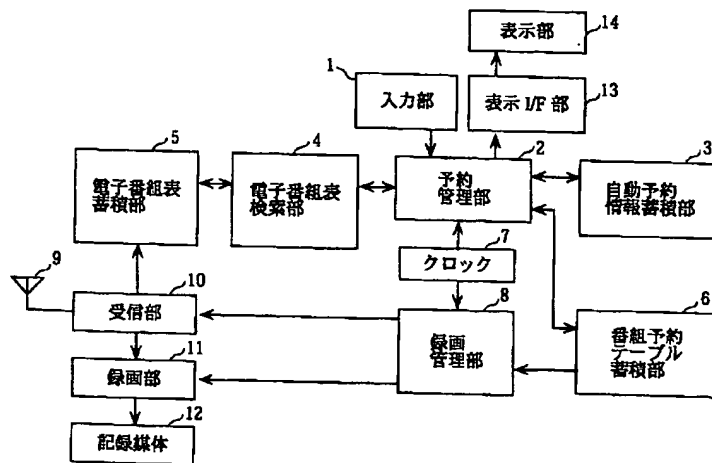 表示部
14
1
13
入力部
表示 I/F 部
5
4
2
3
電子番組表
蓄積部
電子番組表
検索部
予約
管理部
自動予約
情報蓄積部
9
7
クロック
10
8
6
受信部
録画
管理部
番組予約
テーブル
蓄積部
11
録画部
12
記録媒体